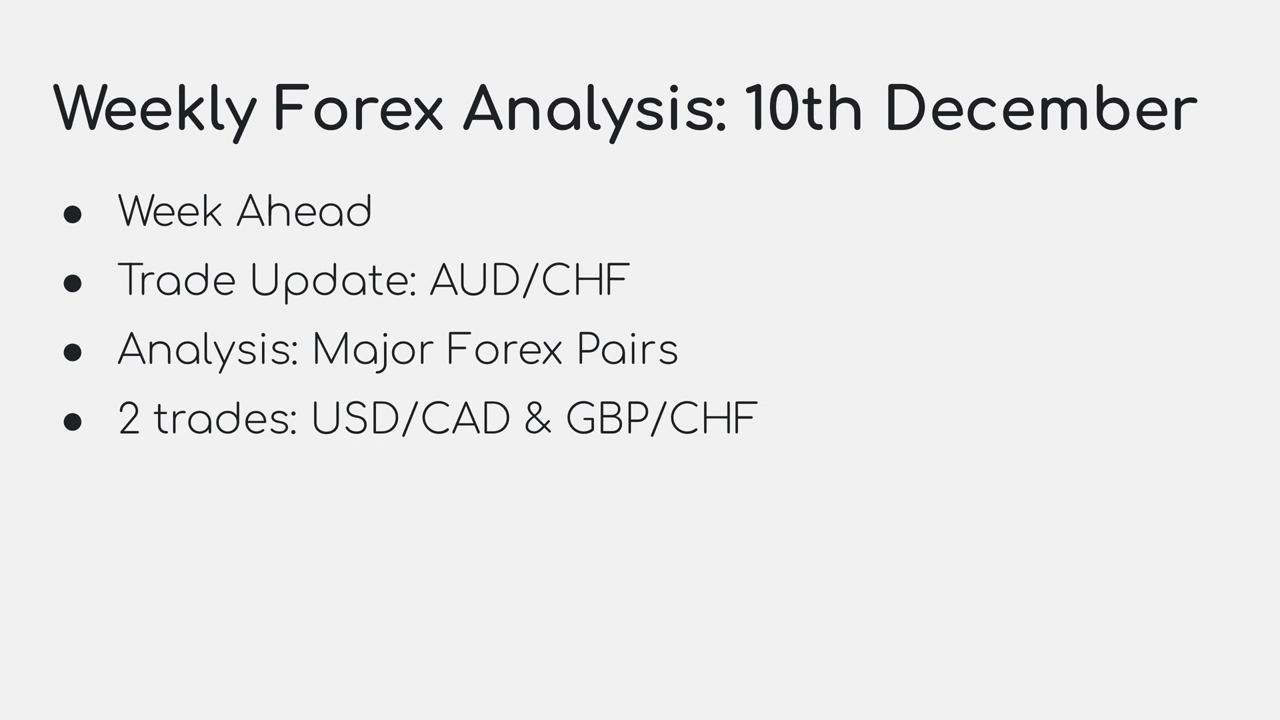 Weekly Forex Analysis: 10th December
● Week Ahead
● Trade Update: AUD/CHF
● Analysis: Major Forex Pairs
● 2 trades: USD/CAD & GBP/CHF